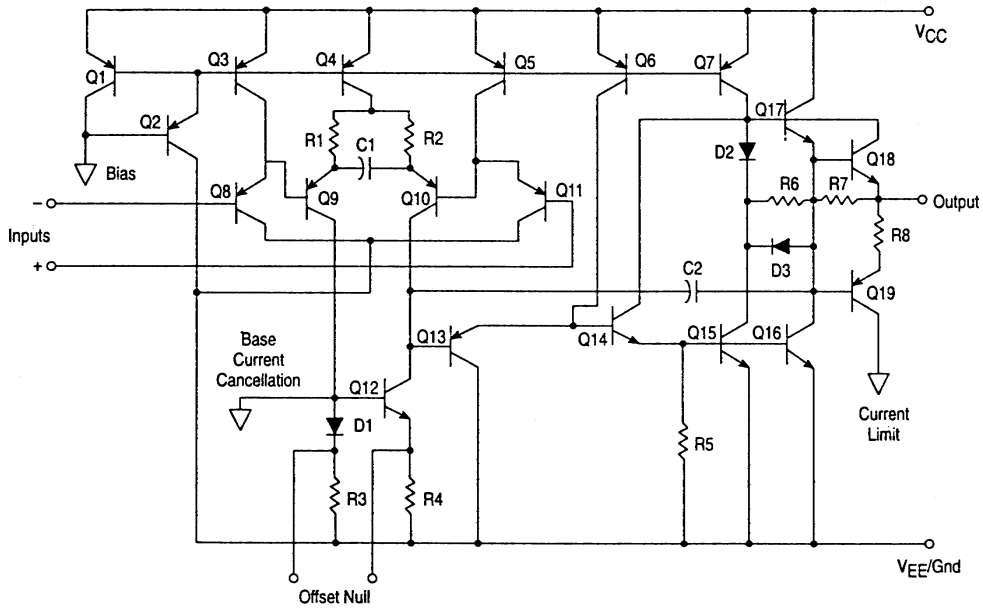 VCC
Q1
Q3
Q4
Q5
Q6
Q7
Q2
Q17
Bias
R1
C1
R2
D2
Q18
Q8
Q9
Q10
Q11
R6
R7
–
Output
Inputs
R8
+
D3
C2
Q19
Q13
Q14
Q15
Q16
Base
Current
Cancellation
Q12
D1
R5
Current
Limit
R3
R4
VEE/Gnd
Offset Null